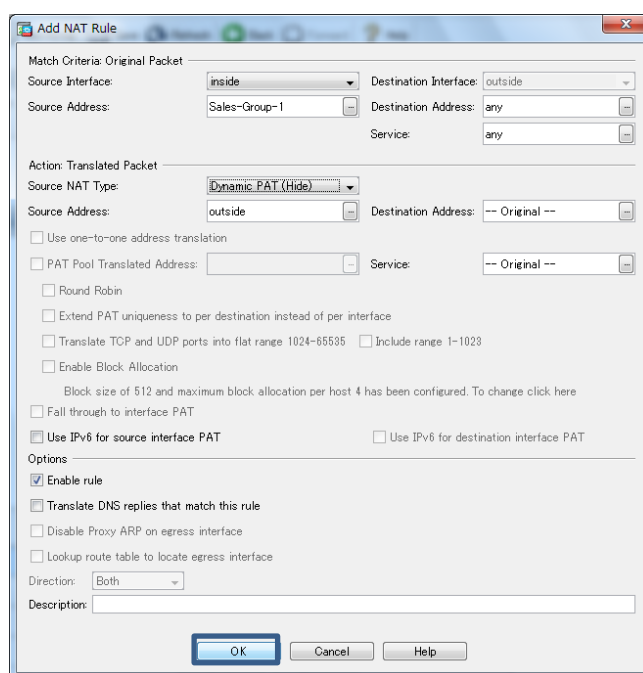 Add NAT Rule
Match Criteria: Original Packet
Source Interface: inside Destination Interface: outside
Source Address: Sales-Group-1 Destination Address: any
Service: any
Action: Translated Packet
Source NAT Type: Dynamic PAT (Hide)
Source Address: outside Destination Address: -- Original --
Use one-to-one address translation
PAT Pool Translated Address: Service: -- Original --
Round Robin
Extend PAT uniqueness to per destination instead of per interface
Translate TCP and UDP ports into flat range 1024-65535 Include range 1-1023
Enable Block Allocation
Block size of 512 and maximum block allocation per host 4 has been configured. To change click here
Fall through to interface PAT
Use IPv6 for source interface PAT Use IPv6 for destination interface PAT
Options
Enable rule
Translate DNS replies that match this rule
Disable Proxy ARP on egress interface
Lookup route table to locate egress interface
Direction: Both
Description:
OK Cancel Help